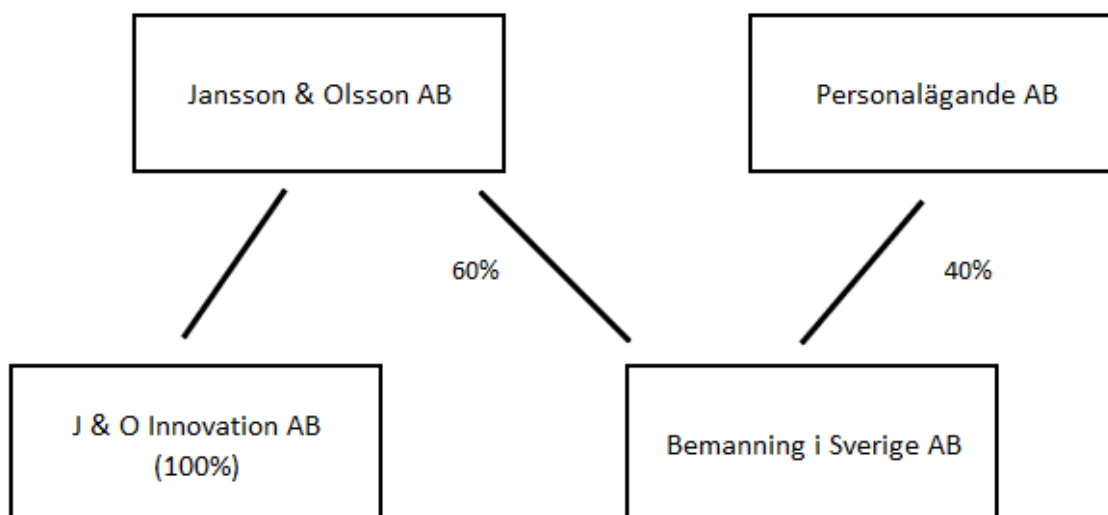 Jansson & Olsson AB
Personalägande AB
60%
40%
J & O Innovation AB
(100%)
Bemanning i Sverige AB